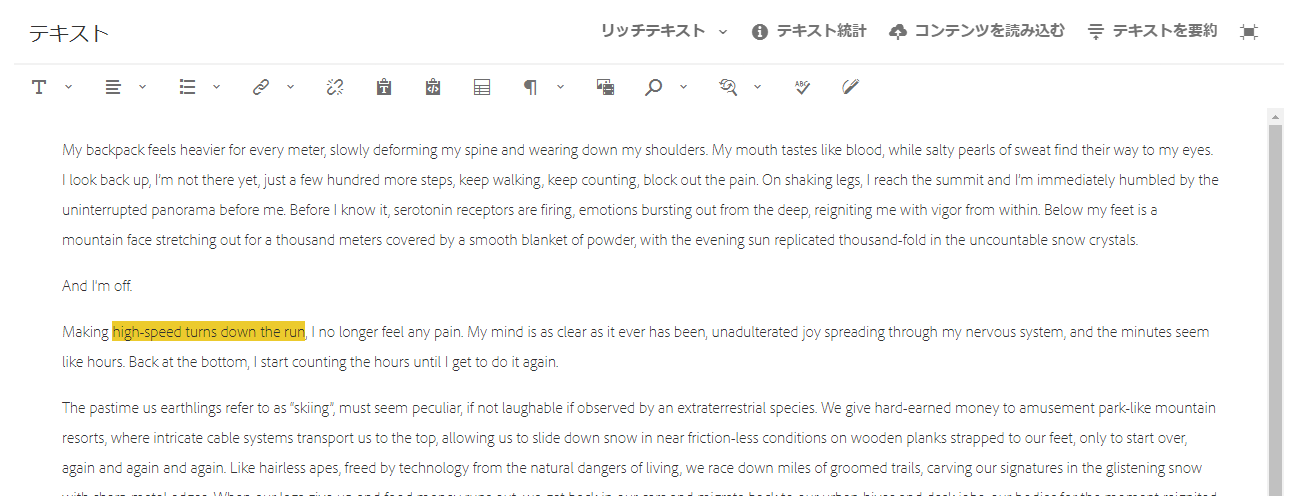 テキスト
リッチテキスト テキスト統計 コンテンツを読み込む テキストを要約
My backpack feels heavier for every meter, slowly deforming my spine and wearing down my shoulders. My mouth tastes like blood, while salty pearls of sweat find their way to my eyes.
I look back up, I'm not there yet, just a few hundred more steps, keep walking, keep counting, block out the pain. On shaking legs, I reach the summit and I'm immediately humbled by the
uninterrupted panorama before me. Before I know it, serotonin receptors are firing, emotions bursting out from the deep, reigniting me with vigor from within. Below my feet is a
mountain face stretching out for a thousand meters covered by a smooth blanket of powder, with the evening sun replicated thousand-fold in the uncountable snow crystals.
And I'm off.
Making high-speed turns down the run, I no longer feel any pain. My mind is as clear as it ever has been, unadulterated joy spreading through my nervous system, and the minutes seem
like hours. Back at the bottom, I start counting the hours until I get to do it again.
The pastime us earthlings refer to as "skiing", must seem peculiar, if not laughable if observed by an extraterrestrial species. We give hard-earned money to amusement park-like mountain
resorts, where intricate cable systems transport us to the top, allowing us to slide down snow in near friction-less conditions on wooden planks strapped to our feet, only to start over,
again and again and again. Like hairless apes, freed by technology from the natural dangers of living, we race down miles of groomed trails, carving our signatures in the glistening snow